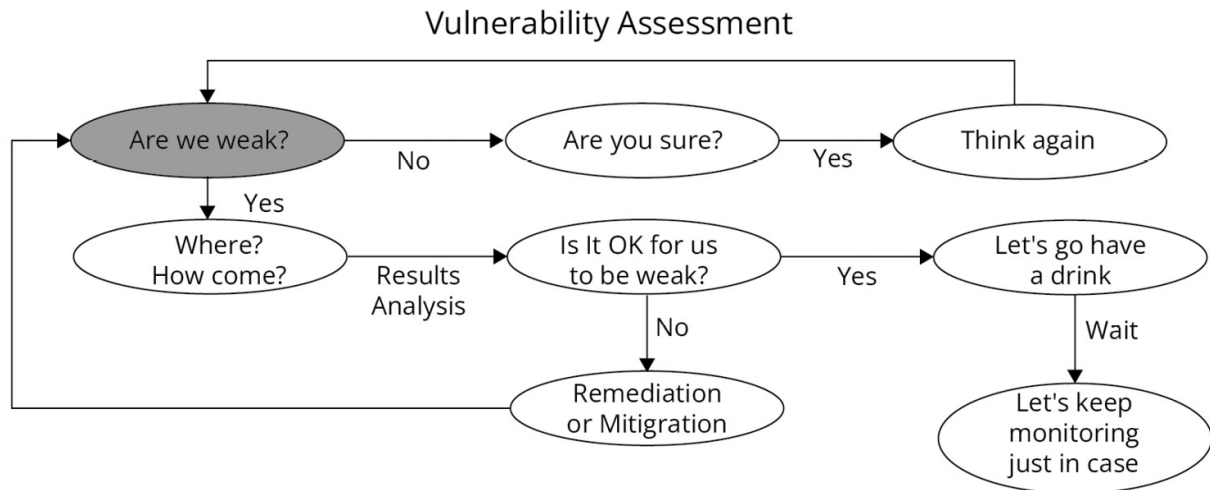 Vulnerability Assessment
Are we weak?
No
Are you sure?
Yes
Think again
Yes
Where?
How come?
Results
Analysis
Is It OK for us
to be weak?
Yes
Let's go have
a drink
No
Wait
Remediation
or Mitigration
Let's keep
monitoring
just in case